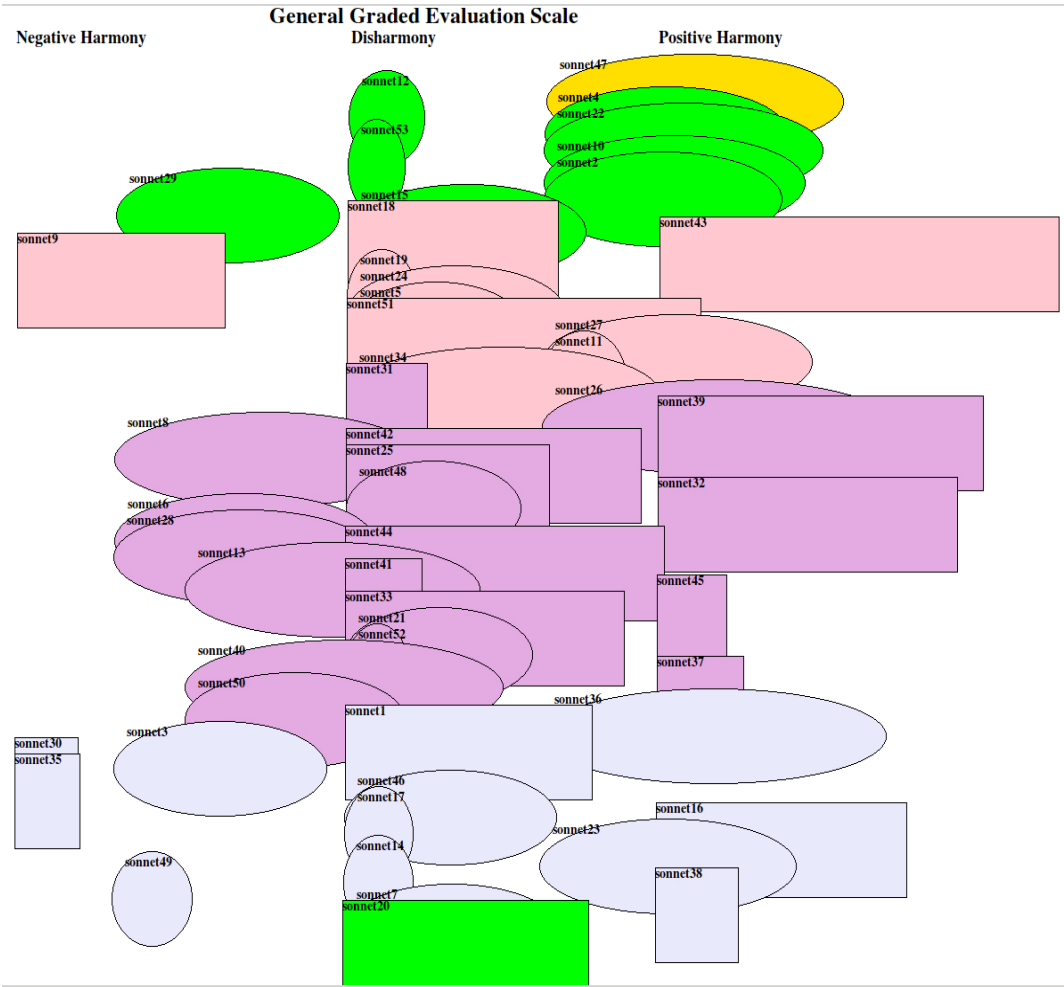 General Graded Evaluation Scale
Negative Harmony Disharmony Positive Harmony
sonnet47
sonnet12
sonnet4
sonnet22
sonnet53
sonnet10
sonnet2
sonnet29
sonnet15
sonnet18
sonnet43
sonnet9
sonnet19
sonnet24
sonnet5
sonnet51
sonnet27
sonnet11
sonnet34
sonnet31
sonnet26
sonnet39
sonnet8
sonnet42
sonnet25
sonnet48
sonnet32
sonnet6
sonnet28
sonnet44
sonnet13
sonnet41
sonnet45
sonnet33
sonnet21
sonnet52
sonnet40
sonnet37
sonnet50
sonnet36
sonnet1
sonnet3
sonnet30
sonnet35
sonnet46
sonnet17
sonnet16
sonnet23
sonnet14
sonnet49
sonnet38
sonnet7
sonnet20